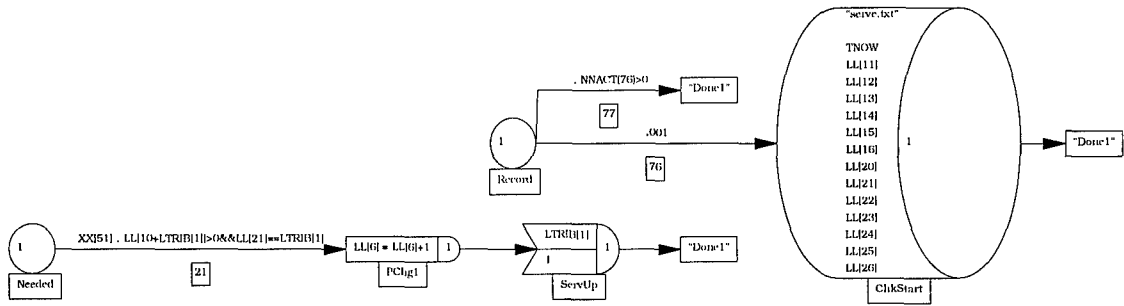 "serve.txt"
TNOW
LL[11]
LL[12]
LL[13]
LL[14]
LL[15]
LL[16]
LL[20]
LL[21]
LL[22]
LL[23]
LL[24]
LL[25]
LL[26]
1
ChkStart
"Done1"
, NNACT(76)>0
"Done1"
77
1
.001
Record
76
1
XX[51] , LL[10+LTRIB[1]]>0&&LL[21]==LTRIB[1]
Needed
21
LL[6] = LL[6]+1
1
PChg1
LTRIB[1]
1
1
ServUp
"Done1"